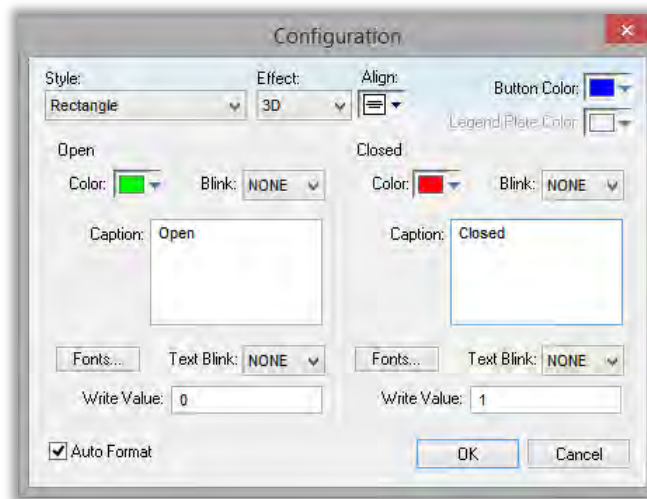 Configuration
Style: Effect: Align:
Rectangle 3D Button Color:
Legend Plate Color
Open Closed
Color: Blink: NONE Color: Blink: NONE
Caption: Open Caption: Closed
Fonts... Text Blink: NONE Fonts... Text Blink: NONE
Write Value: 0 Write Value: 1
Auto Format OK Cancel